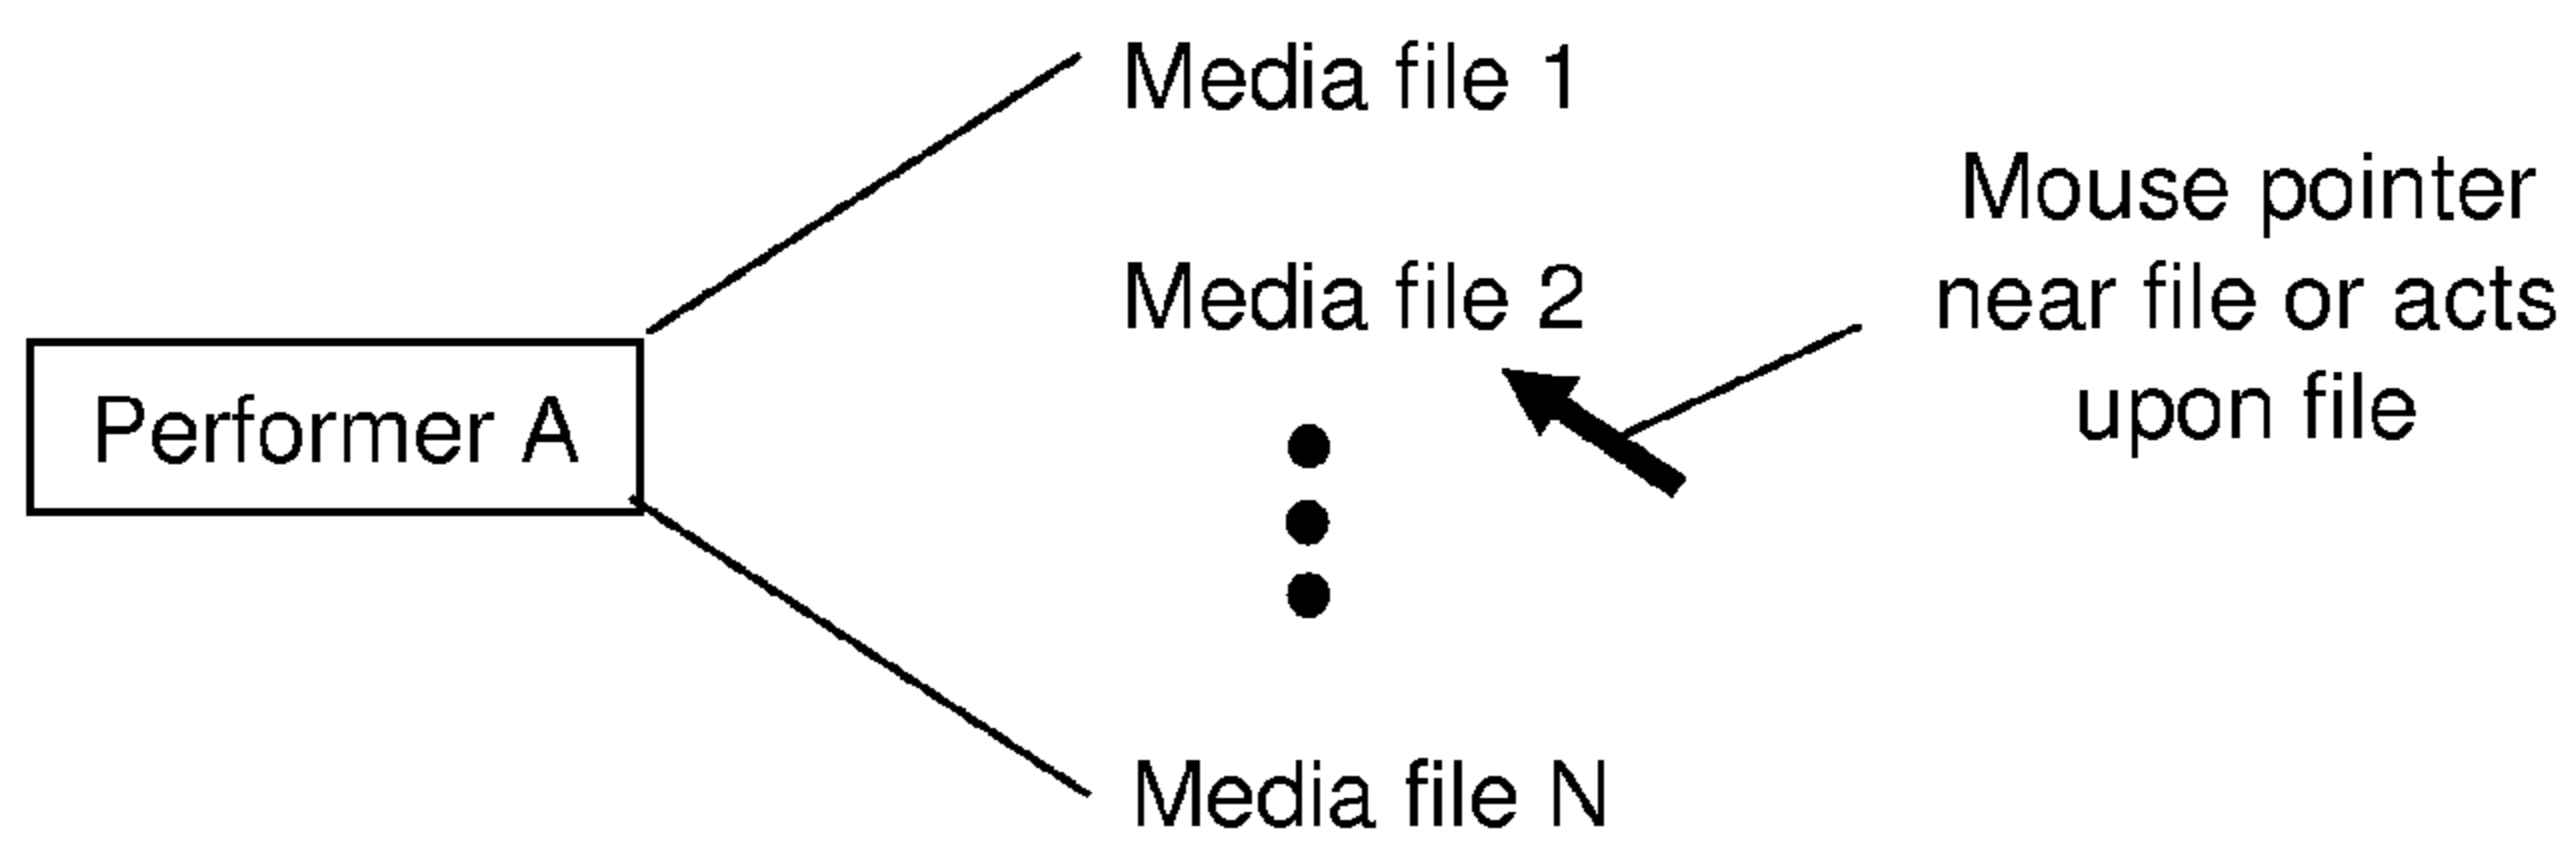 Media file 1
Mouse pointer
near file or acts
upon file
Media file 2
Performer A
Media file N